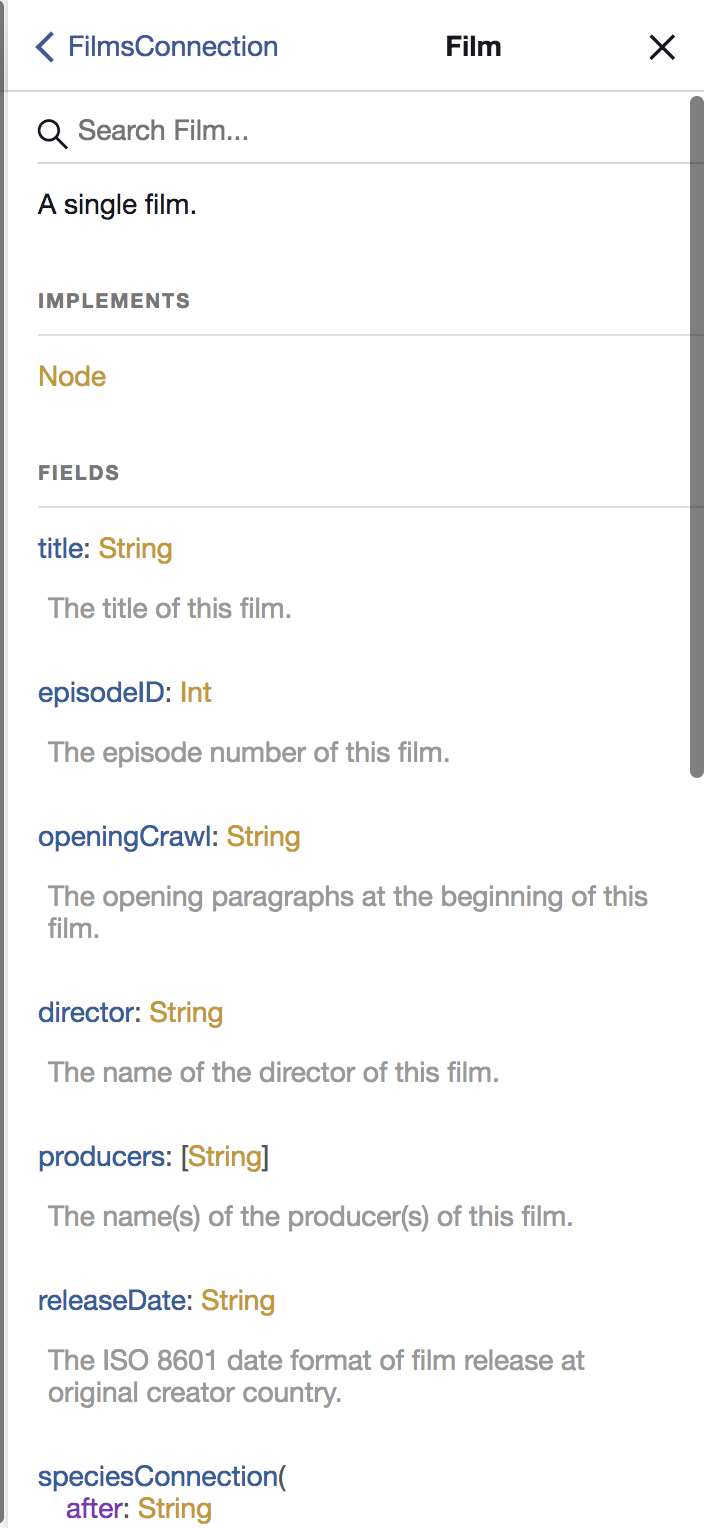 FilmsConnection Film
Search Film...
A single film.
IMPLEMENTS
Node
FIELDS
title: String
The title of this film.
episodeID: Int
The episode number of this film.
openingCrawl: String
The opening paragraphs at the beginning of this
film.
director: String
The name of the director of this film.
producers: [String]
The name(s) of the producer(s) of this film.
releaseDate: String
The ISO 8601 date format of film release at
original creator country.
speciesConnection(
after: String